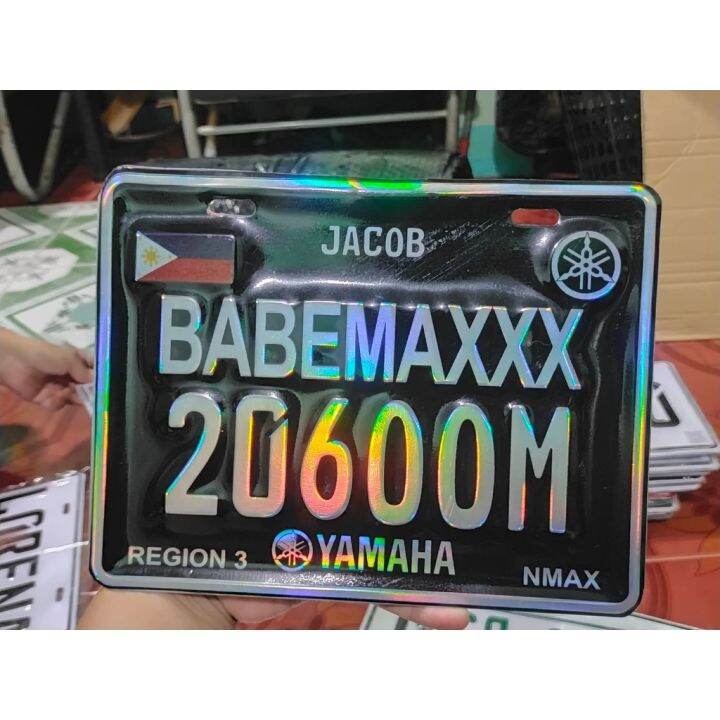 JACOB
BABEMAXXX
20600M
REGION 3 YAMAHA
NMAX